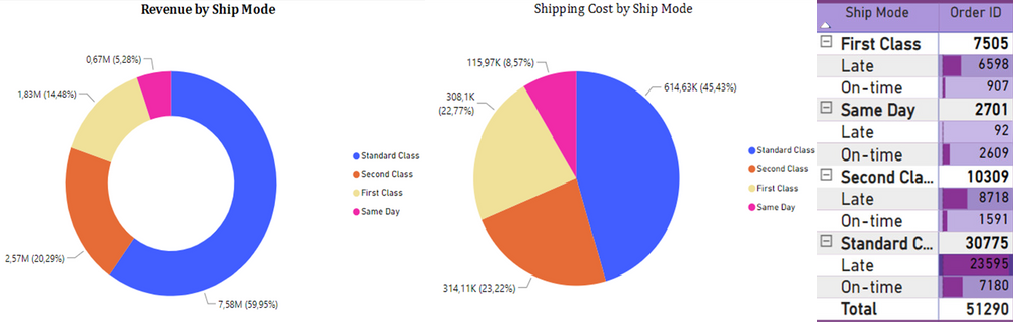 Revenue by Ship Mode
0,67M (5,28%)
1,83M (14,48%)
2,57M (20,29%)
7,58M (59,95%)
Standard Class
Second Class
First Class
Same Day
Shipping Cost by Ship Mode
115,97K (8,57%)
308,1K
(22,77%)
614,63K (45,43%)
314,11K (23,22%)
Standard Class
Second Class
First Class
Same Day
Ship Mode Order ID
First Class 7505
Late 6598
On-time 907
Same Day 2701
Late 92
On-time 2609
Second Cla... 10309
Late 8718
On-time 1591
Standard C... 30775
Late 23595
On-time 7180
Total 51290